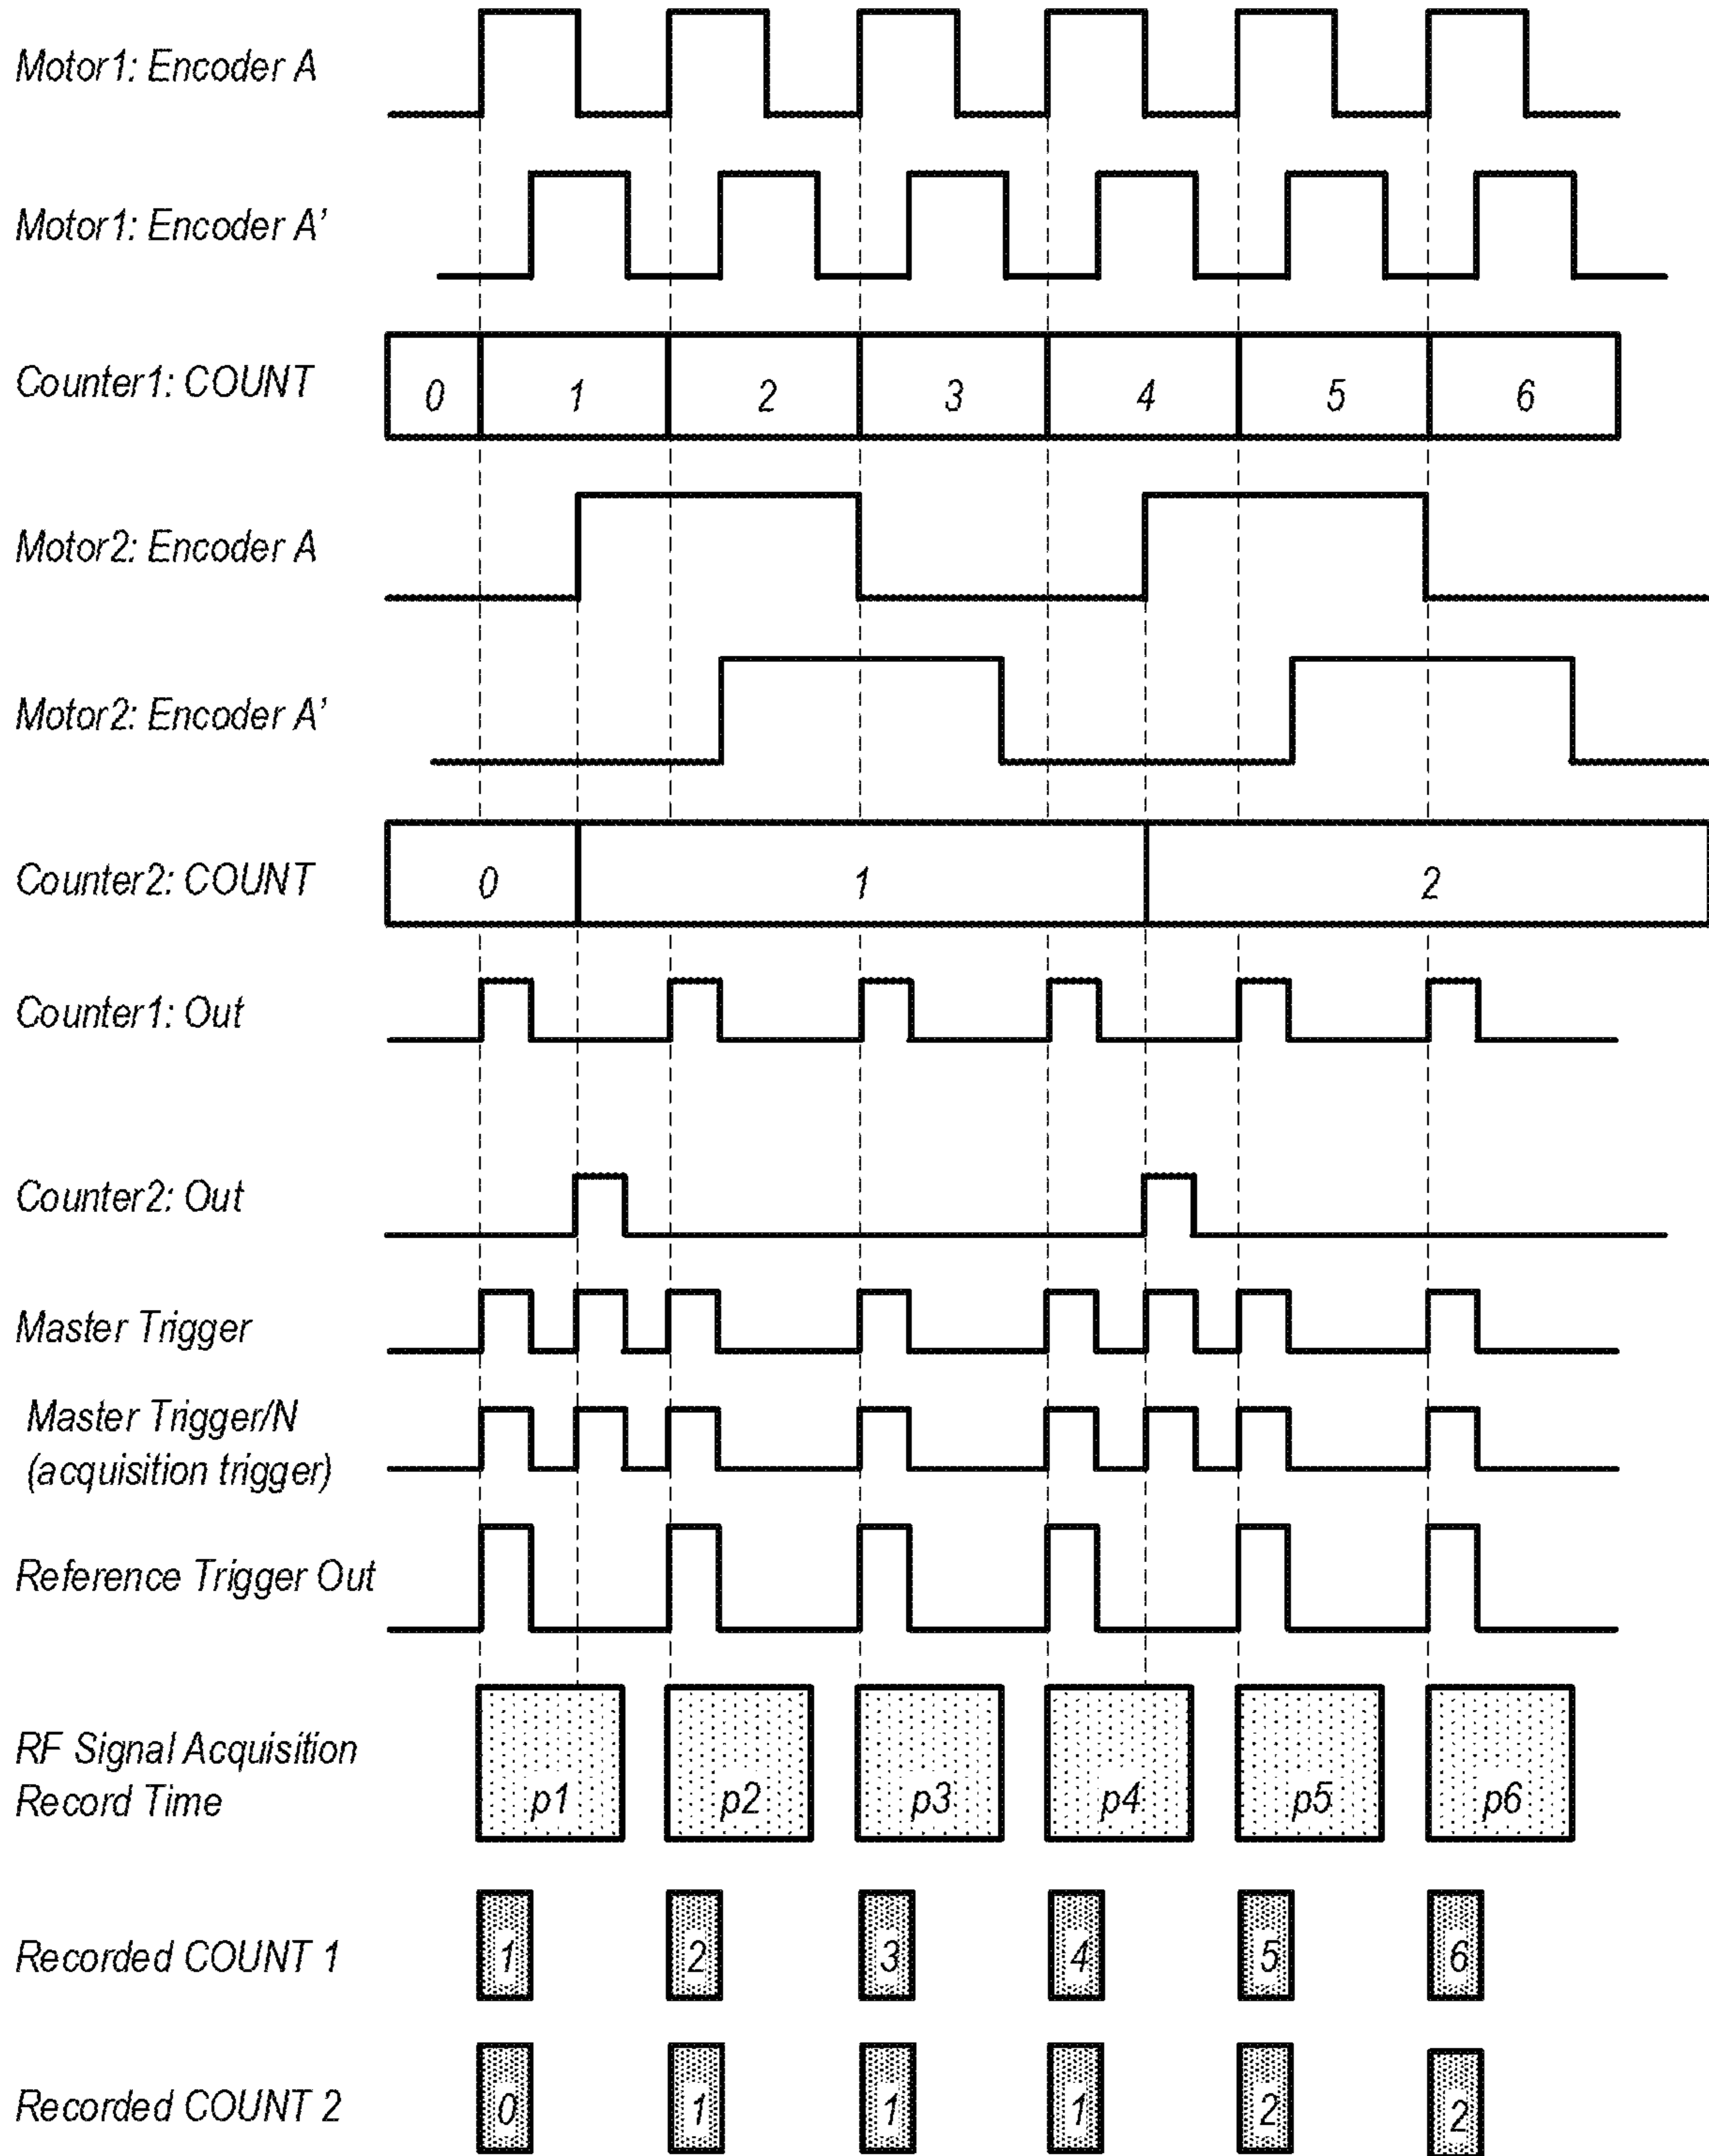 Motor1: Encoder A
Motor1: Encoder A’
Counter1: COUNT
0 1 2 3 4 5 6
Motor2: Encoder A
Motor2: Encoder A’
Counter2: COUNT
0 1 2
Counter1: Out
Counter2: Out
Master Trigger
Master Trigger/N
(acquisition trigger)
Reference Trigger Out
RF Signal Acquisition
Record Time
p1 p2 p3 p4 p5 p6
Recorded COUNT 1
1 2 3 4 5 6
Recorded COUNT 2
0 1 1 1 2 2